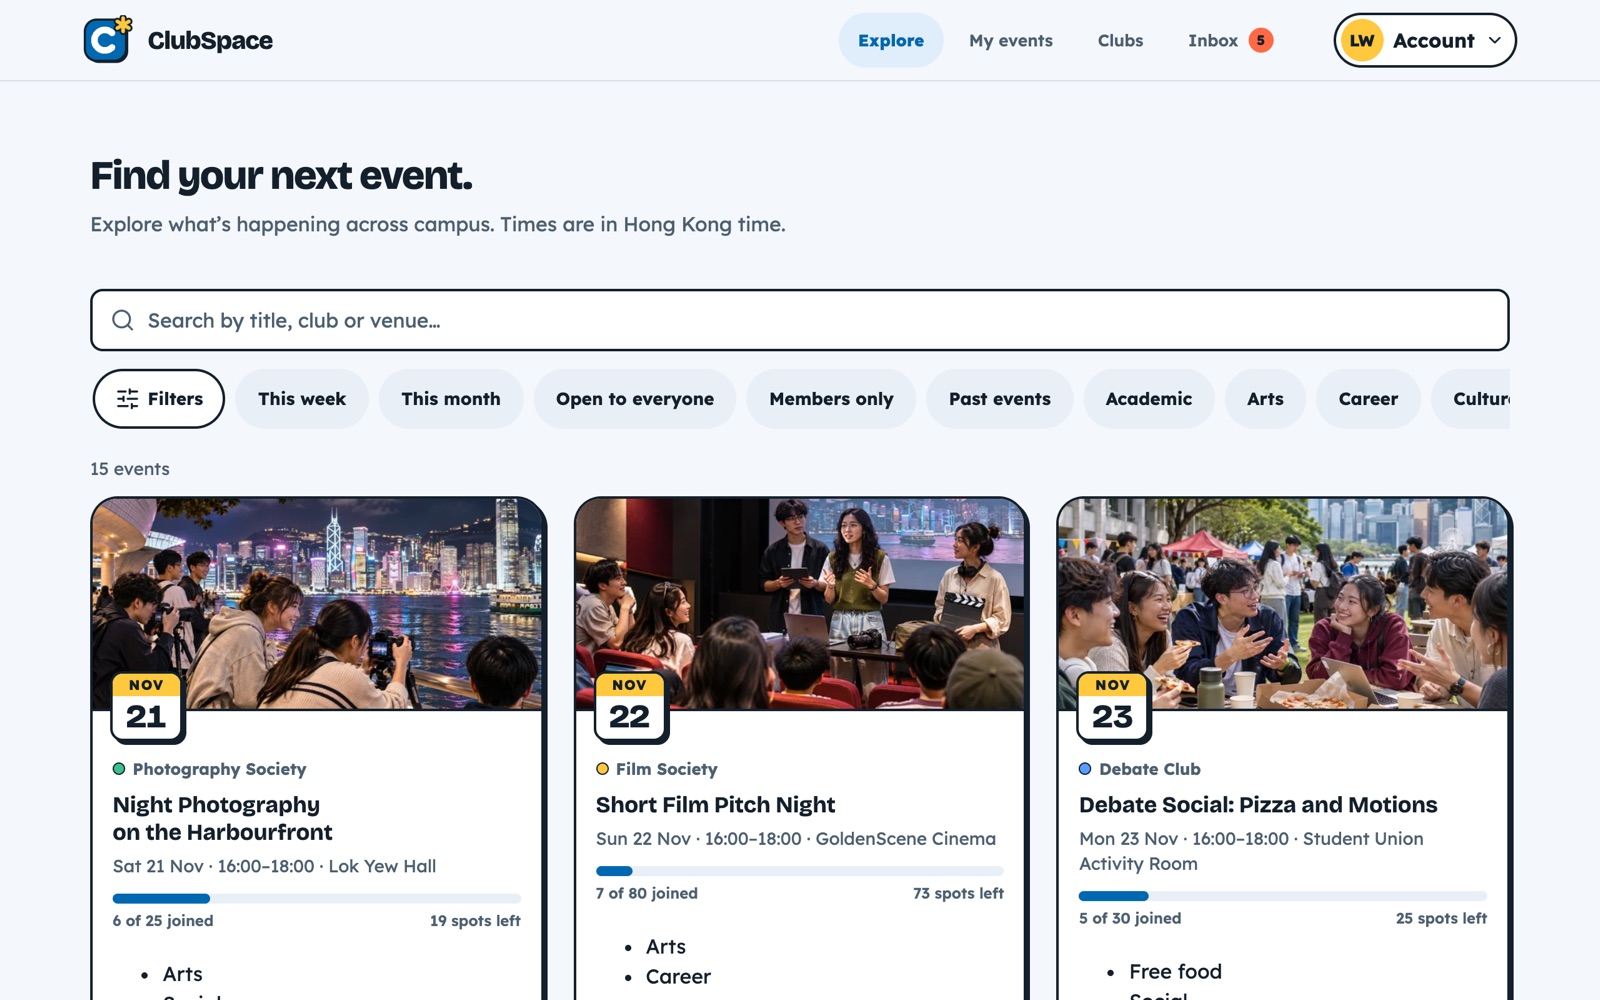 C
ClubSpace
Explore
My events
Clubs
Inbox 5
LW Account
Find your next event.
Explore what’s happening across campus. Times are in Hong Kong time.
Search by title, club or venue…
Filters
This week
This month
Open to everyone
Members only
Past events
Academic
Arts
Career
15 events
NOV
21
Photography Society
Night Photography
on the Harbourfront
Sat 21 Nov · 16:00–18:00 · Lok Yew Hall
6 of 25 joined 19 spots left
• Arts
NOV
22
Film Society
Short Film Pitch Night
Sun 22 Nov · 16:00–18:00 · GoldenScene Cinema
7 of 80 joined 73 spots left
• Arts
• Career
NOV
23
Debate Club
Debate Social: Pizza and Motions
Mon 23 Nov · 16:00–18:00 · Student Union
Activity Room
5 of 30 joined 25 spots left
• Free food